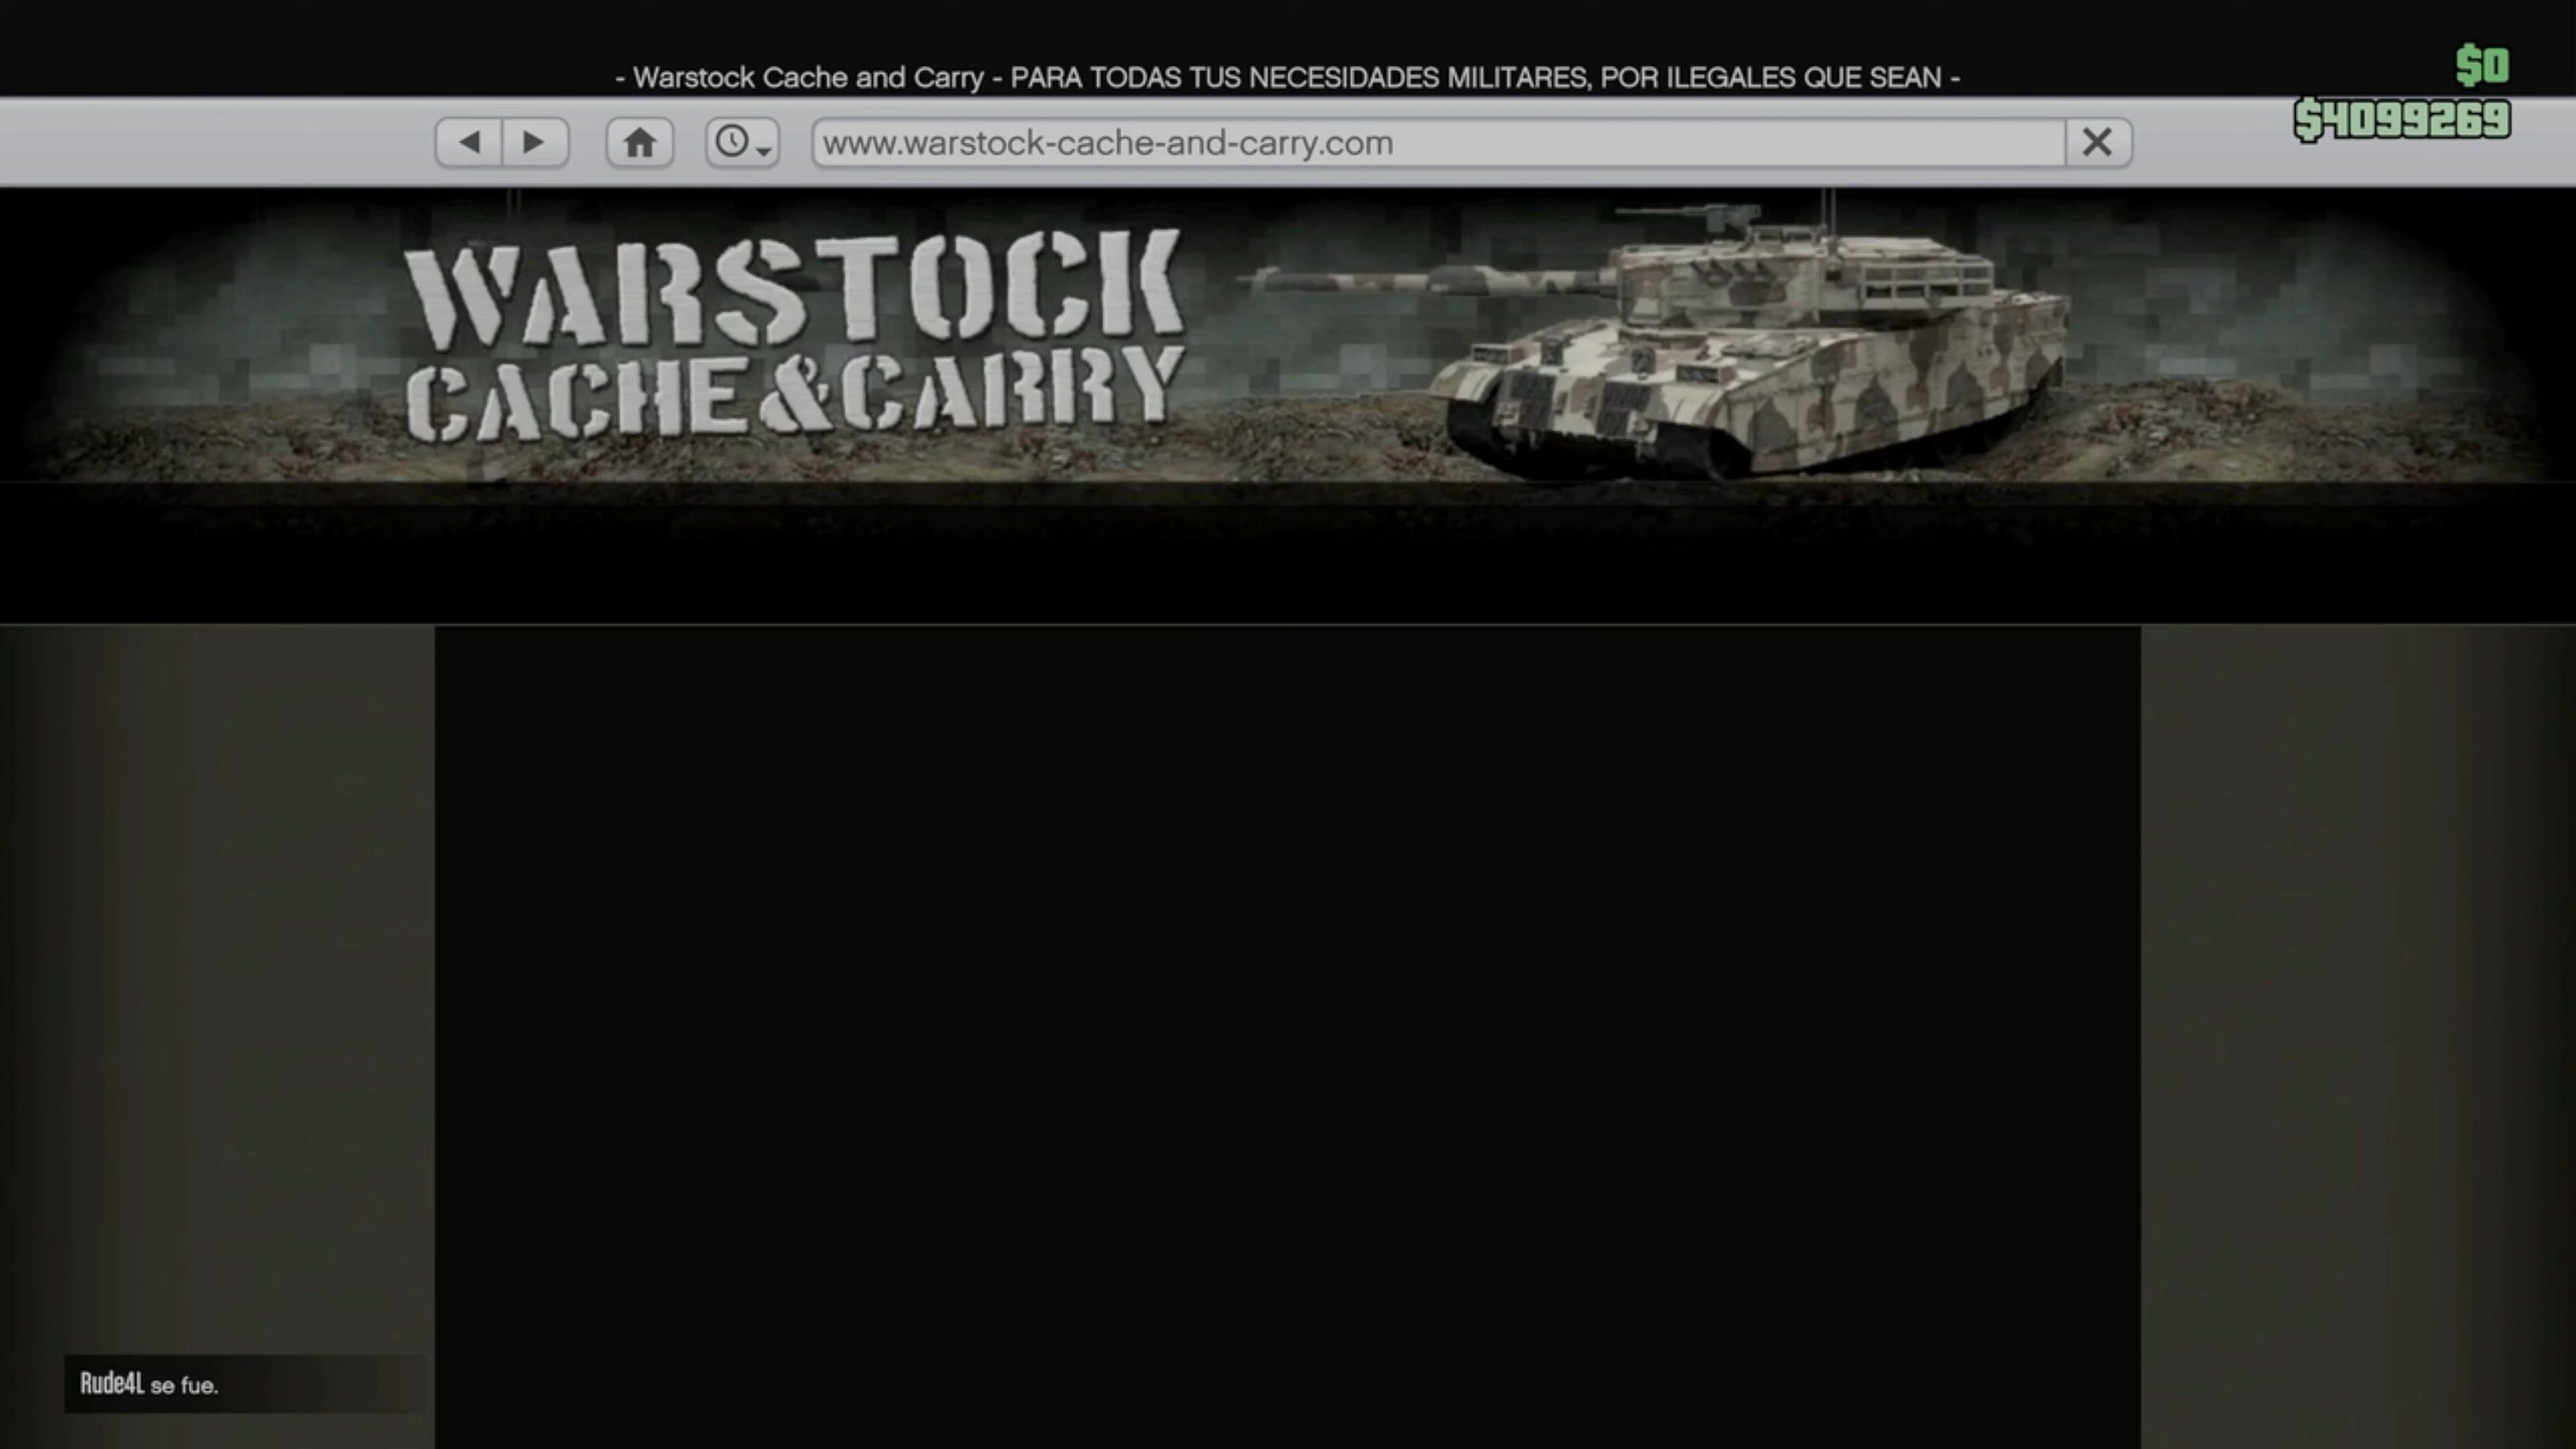 - Warstock Cache and Carry - PARA TODAS TUS NECESIDADES MILITARES, POR ILEGALES QUE SEAN -
$0
$4099269
www.warstock-cache-and-carry.com
WARSTOCK
CACHE&CARRY
Rude4L se fue.